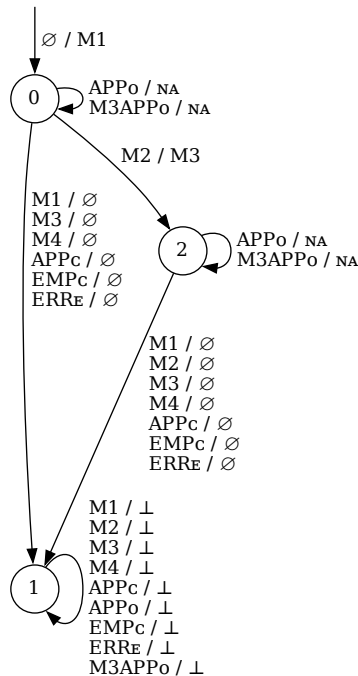 ∅ / M1
0
APPO / NA
M3APPO / NA
M2 / M3
M1 / ∅
M3 / ∅
M4 / ∅
APPC / ∅
EMPC / ∅
ERRE / ∅
2
APPO / NA
M3APPO / NA
M1 / ∅
M2 / ∅
M3 / ∅
M4 / ∅
APPC / ∅
EMPC / ∅
ERRE / ∅
1
M1 / ⊥
M2 / ⊥
M3 / ⊥
M4 / ⊥
APPC / ⊥
APPO / ⊥
EMPC / ⊥
ERRE / ⊥
M3APPO / ⊥